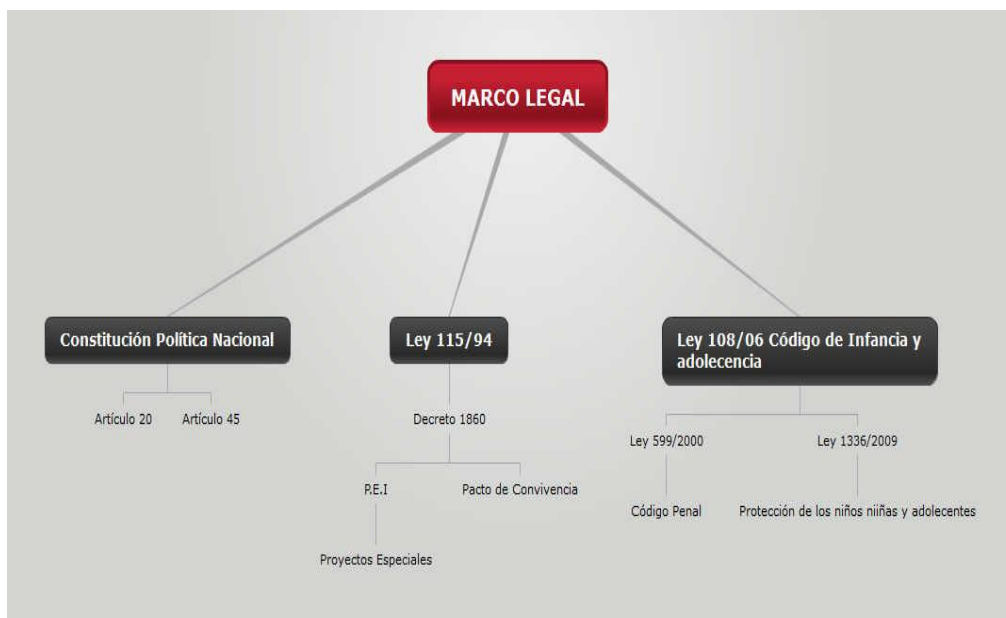 MARCO LEGAL
Constitución Política Nacional
Ley 115/94
Ley 108/06 Código de Infancia y
adolecencia
Artículo 20
Artículo 45
Decreto 1860
Ley 599/2000
Ley 1336/2009
P.E.I
Pacto de Convivencia
Código Penal
Protección de los niños niiñas y adolecentes
Proyectos Especiales